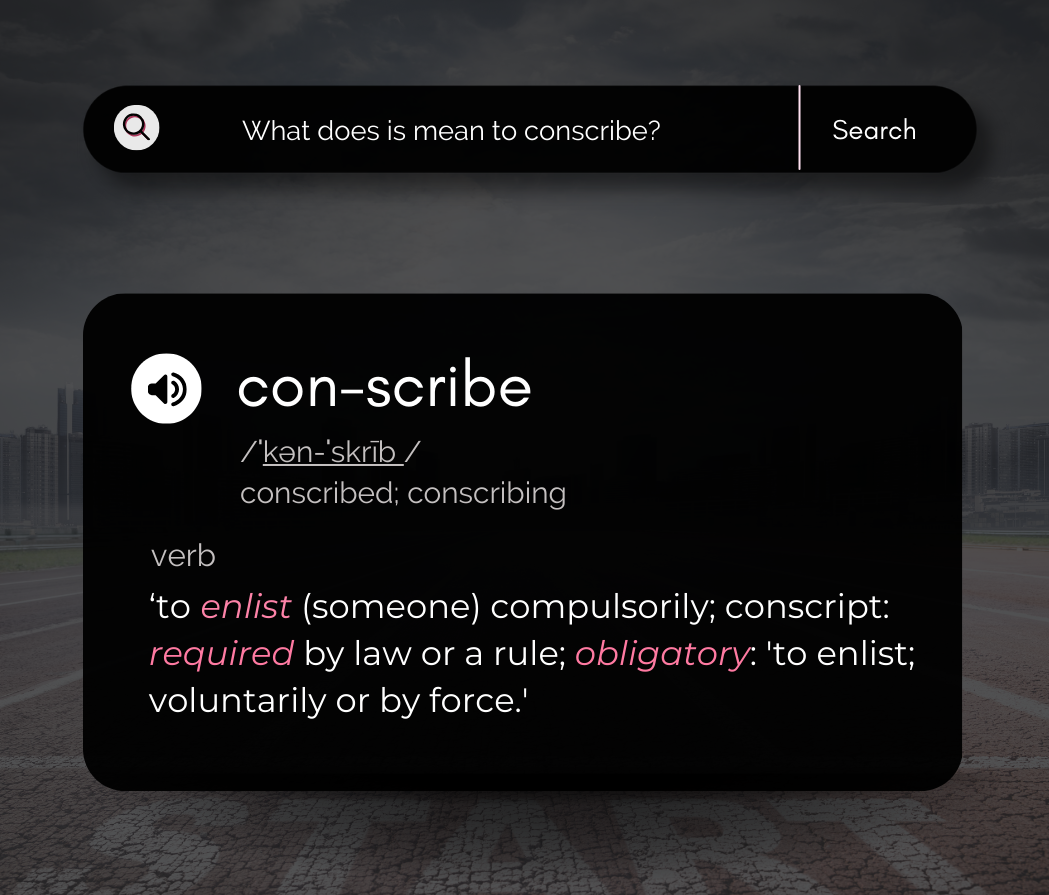 What does is mean to conscribe?
Search
con-scribe
/ˈkən-ˈskrīb /
conscribed; conscribing
verb
‘to enlist (someone) compulsorily; conscript:
required by law or a rule; obligatory: 'to enlist;
voluntarily or by force.'
START